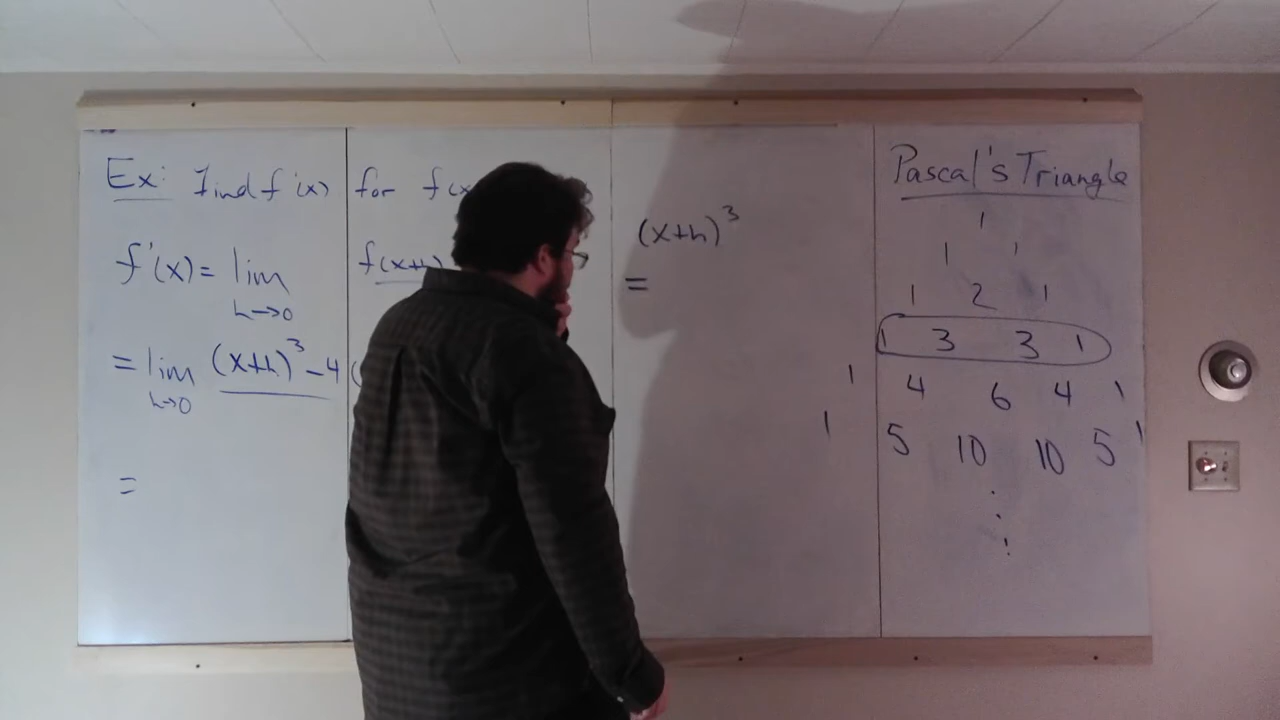 Ex: Find f'(x) for f(x
f'(x) = lim h→0 f(x+h)
= lim h→0 (x+h)³ - 4(
=
(x+h)³
=
Pascal's Triangle
1
1 1
1 2 1
1 3 3 1
1 4 6 4 1
1 5 10 10 5 1
⋮